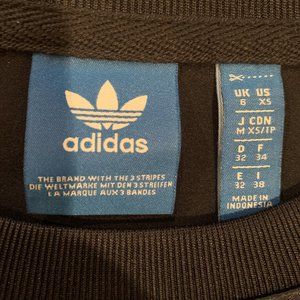 adidas
THE BRAND WITH THE 3 STRIPES
DIE WELTMARKE MIT DEN 3 STREIFEN
LA MARQUE AUX 3 BANDES
UK US
6 XS
J CDN
M XS/TP
D F
32 34
E I
32 38
MADE IN
INDONESIA